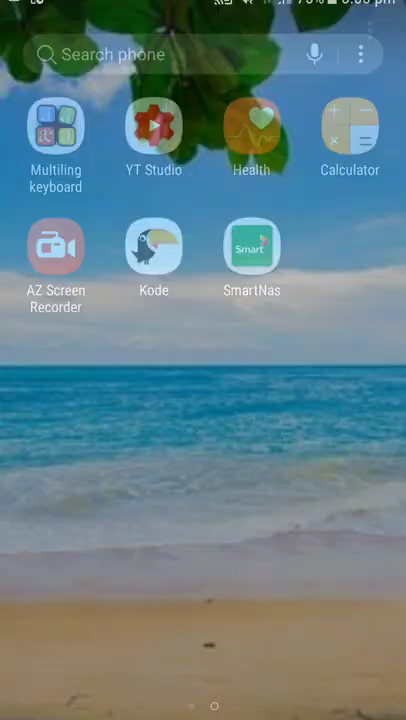 Search phone
Multiling keyboard
YT Studio
Health
Calculator
AZ Screen Recorder
Kode
Smart
SmartNas